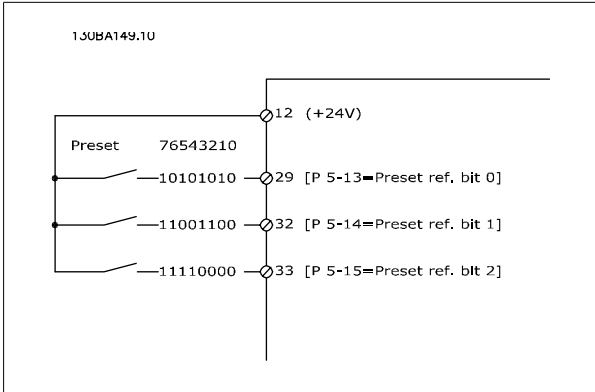 130BA149.10
12 (+24V)
Preset 76543210
10101010 29 [P 5-13=Preset ref. bit 0]
11001100 32 [P 5-14=Preset ref. bit 1]
11110000 33 [P 5-15=Preset ref. bit 2]